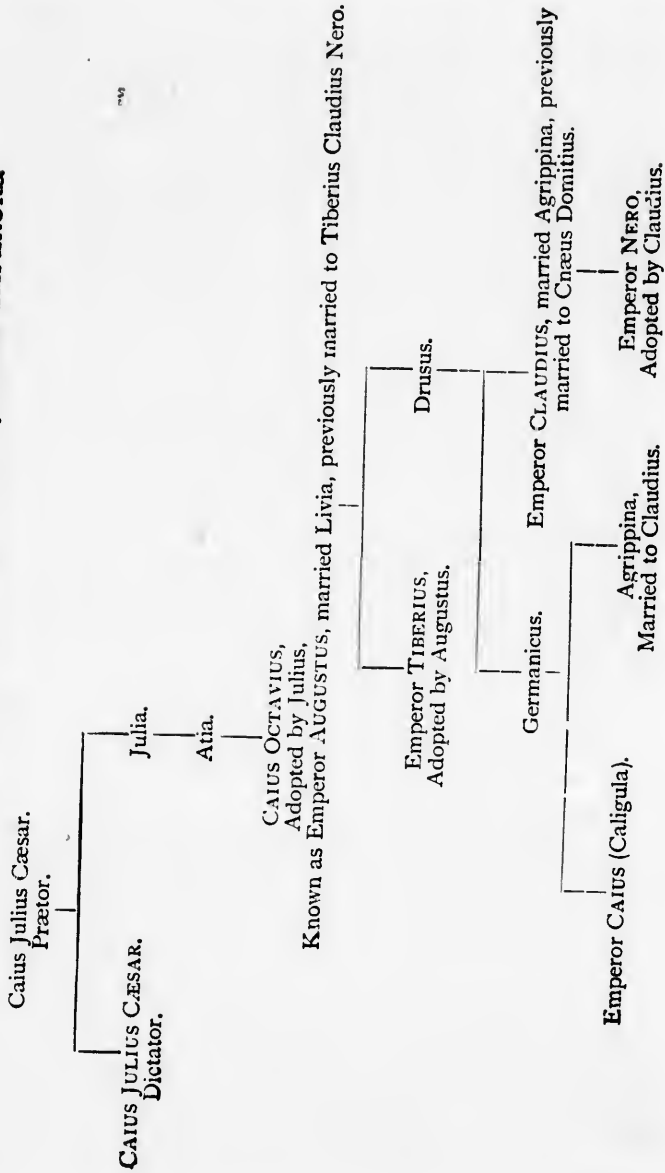 Caius Julius Cæsar.
Prætor.
CAIUS JULIUS CÆSAR.
Dictator.
Julia.
Atia.
CAIUS OCTAVIUS,
Adopted by Julius,
Known as Emperor AUGUSTUS, married Livia, previously married to Tiberius Claudius Nero.
Emperor TIBERIUS,
Adopted by Augustus.
Drusus.
Germanicus.
Emperor CLAUDIUS, married Agrippina, previously
married to Cnæus Domitius.
Emperor CAIUS (Caligula).
Agrippina,
Married to Claudius.
Emperor NERO,
Adopted by Claudius.